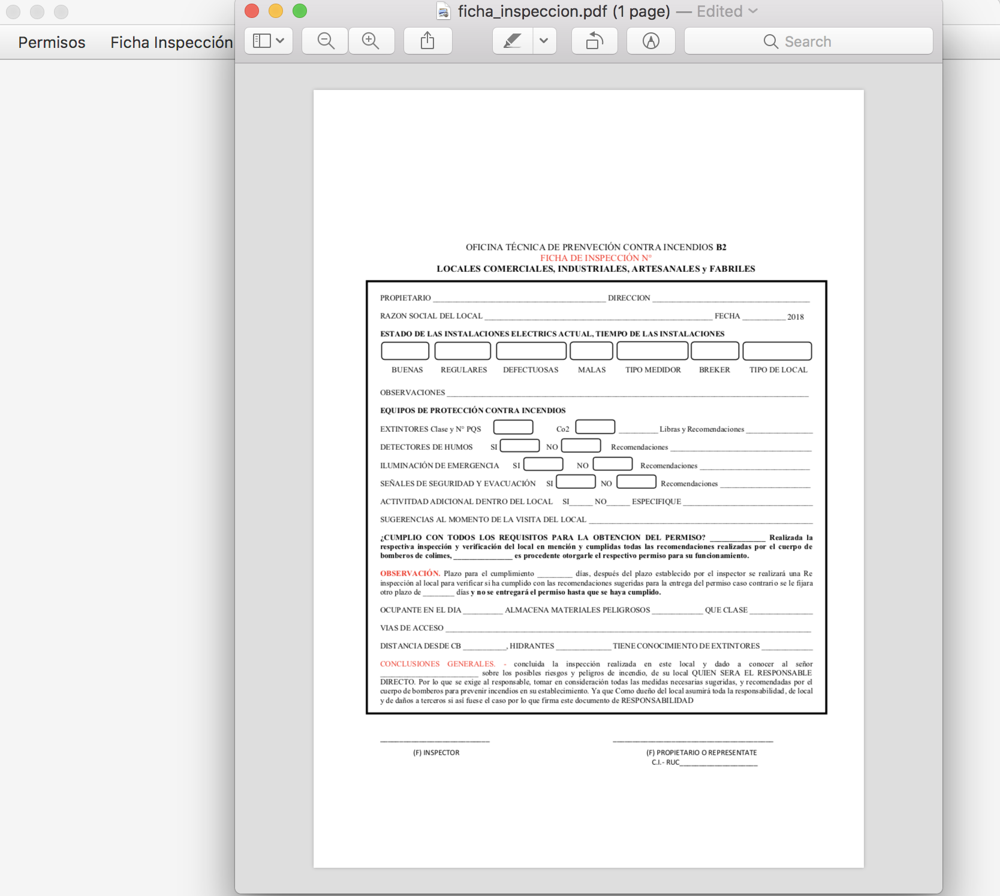 ficha_inspeccion.pdf (1 page) — Edited
Permisos Ficha Inspección
Search
OFICINA TÉCNICA DE PRENVECIÓN CONTRA INCENDIOS B2
FICHA DE INSPECCIÓN N°
LOCALES COMERCIALES, INDUSTRIALES, ARTESANALES y FABRILES
PROPIETARIO ____________ DIRECCION ____________
RAZON SOCIAL DEL LOCAL ____________ FECHA ____________ 2018
ESTADO DE LAS INSTALACIONES ELECTRICS ACTUAL, TIEMPO DE LAS INSTALACIONES
BUENAS REGULARES DEFECTUOSAS MALAS TIPO MEDIDOR BREKER TIPO DE LOCAL
OBSERVACIONES ____________
EQUIPOS DE PROTECCIÓN CONTRA INCENDIOS
EXTINTORES Clase y N° PQS Co2 __________ Libras y Recomendaciones ____________
DETECTORES DE HUMOS SI NO Recomendaciones ____________
ILUMINACIÓN DE EMERGENCIA SI NO Recomendaciones ____________
SEÑALES DE SEGURIDAD Y EVACUACIÓN SI NO Recomendaciones ____________
ACTIVITDAD ADICIONAL DENTRO DEL LOCAL SI______ NO______ ESPECIFIQUE ____________
SUGERENCIAS AL MOMENTO DE LA VISITA DEL LOCAL ____________
¿CUMPLIO CON TODOS LOS REQUISITOS PARA LA OBTENCION DEL PERMISO? ____________ Realizada la
respectiva inspección y verificación del local en mención y cumplidas todas las recomendaciones realizadas por el cuerpo de
bomberos de colimes, ____________ es procedente otorgarle el respectivo permiso para su funcionamiento.
OBSERVACIÓN. Plazo para el cumplimiento _________ días, después del plazo establecido por el inspector se realizará una Re
inspección al local para verificar si ha cumplido con las recomendaciones sugeridas para la entrega del permiso caso contrario se le fijara
otro plazo de ________ días y no se entregará el permiso hasta que se haya cumplido.
OCUPANTE EN EL DIA __________ ALMACENA MATERIALES PELIGROSOS ____________ QUE CLASE ____________
VIAS DE ACCESO ____________
DISTANCIA DESDE CB ___________, HIDRANTES ____________ TIENE CONOCIMIENTO DE EXTINTORES ____________
CONCLUSIONES GENERALES. - concluida la inspección realizada en este local y dado a conocer al señor
____________ sobre los posibles riesgos y peligros de incendio, de su local QUIEN SERA EL RESPONSABLE
DIRECTO. Por lo que se exige al responsable, tomar en consideración todas las medidas necesarias sugeridas, y recomendadas por el
cuerpo de bomberos para prevenir incendios en su establecimiento. Ya que Como dueño del local asumirá toda la responsabilidad, de local
y de daños a terceros si así fuese el caso por lo que firma este documento de RESPONSABILIDAD
(F) INSPECTOR
(F) PROPIETARIO O REPRESENTATE
C.I.- RUC____________